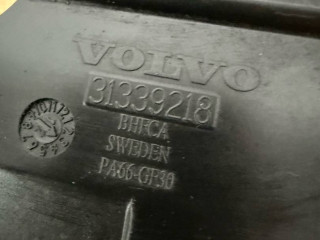 VOLVO
31339218
BHFCA
SWEDEN
PA66-GF30